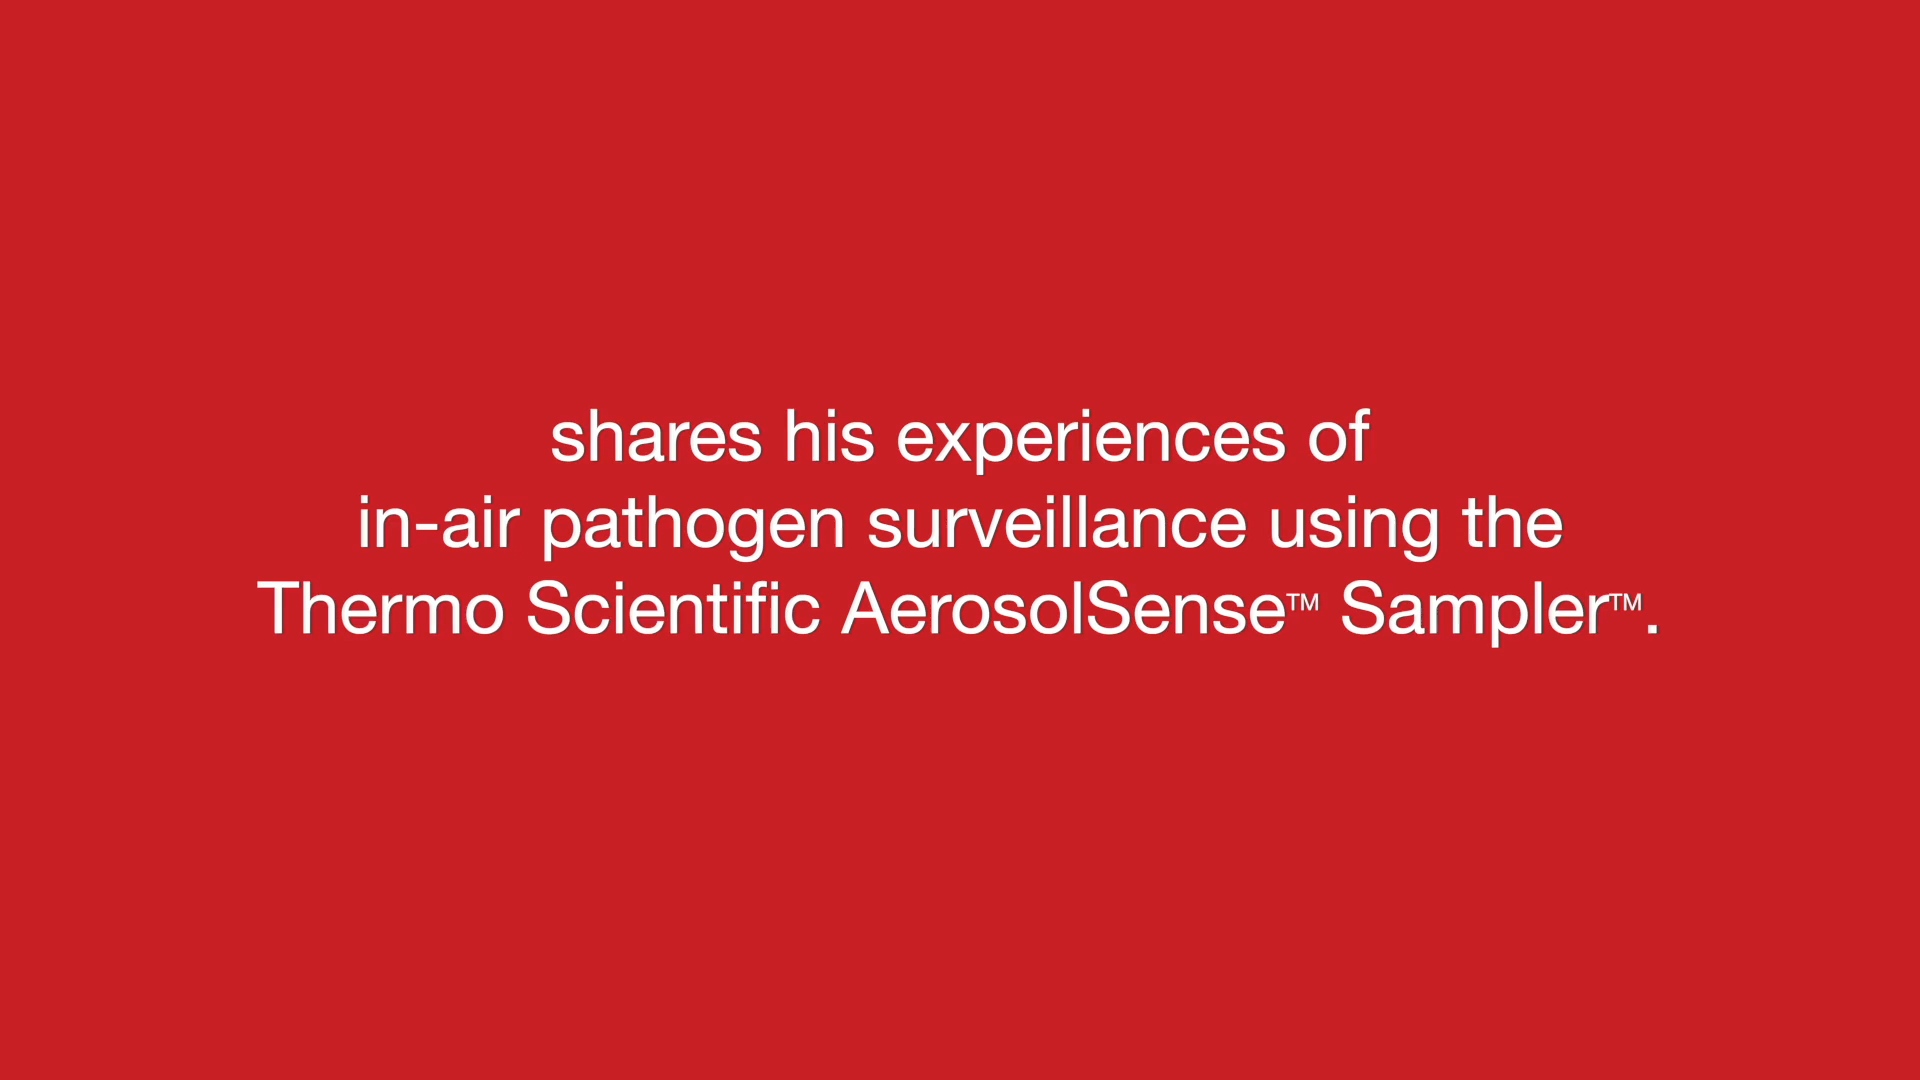 shares his experiences of
in-air pathogen surveillance using the
Thermo Scientific AerosolSense™ Sampler™.